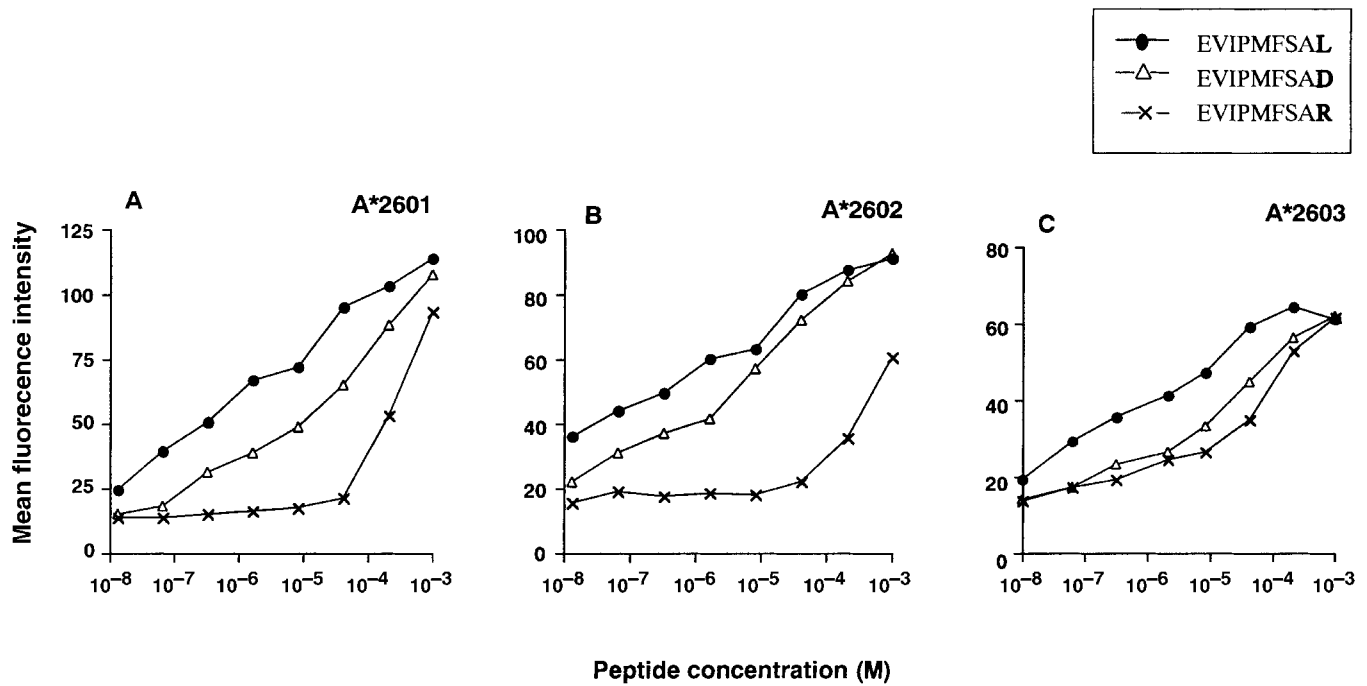 EVIPMFSAL
EVIPMFSAD
EVIPMFSAR
A
A*2601
B
A*2602
C
A*2603
Mean fluorecence intensity
125
100
75
50
25
0
10⁻⁸ 10⁻⁷ 10⁻⁶ 10⁻⁵ 10⁻⁴ 10⁻³
100
80
60
40
20
0
10⁻⁸ 10⁻⁷ 10⁻⁶ 10⁻⁵ 10⁻⁴ 10⁻³
80
60
40
20
0
10⁻⁸ 10⁻⁷ 10⁻⁶ 10⁻⁵ 10⁻⁴ 10⁻³
Peptide concentration (M)